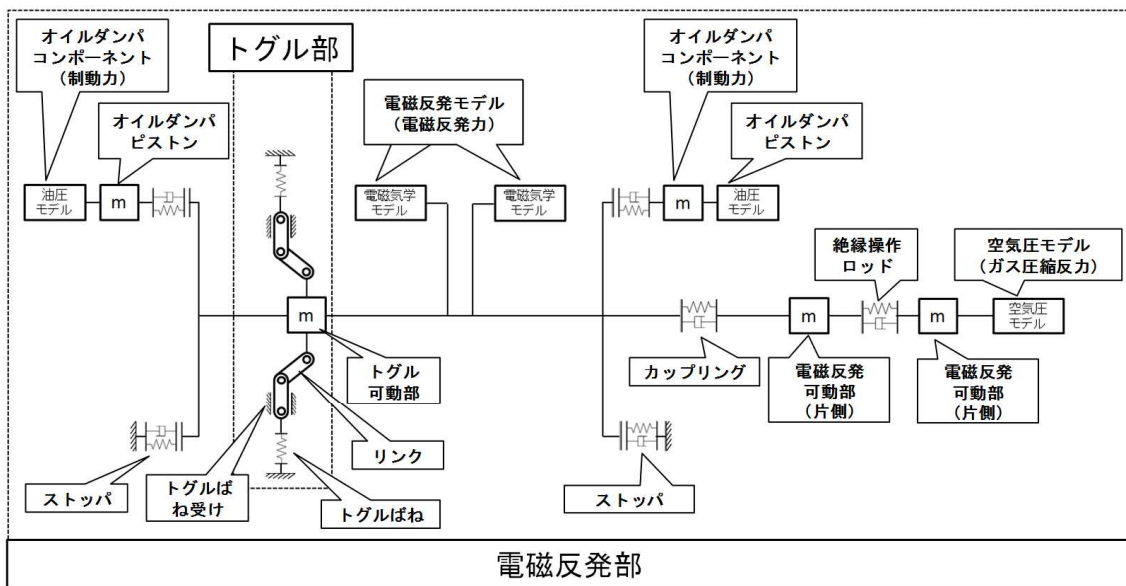 オイルダンパ
コンポーネント
(制動力)
トグル部
オイルダンパ
ピストン
電磁反発モデル
(電磁反発力)
オイルダンパ
コンポーネント
(制動力)
オイルダンパ
ピストン
油圧
モデル
m
電磁気学
モデル
電磁気学
モデル
m
油圧
モデル
絶縁操作
ロッド
空気圧モデル
(ガス圧縮反力)
m
m
m
空気圧
モデル
トグル
可動部
カップリング
電磁反発
可動部
(片側)
電磁反発
可動部
(片側)
リンク
ストッパ
トグルば
ね受け
トグルばね
ストッパ
電磁反発部